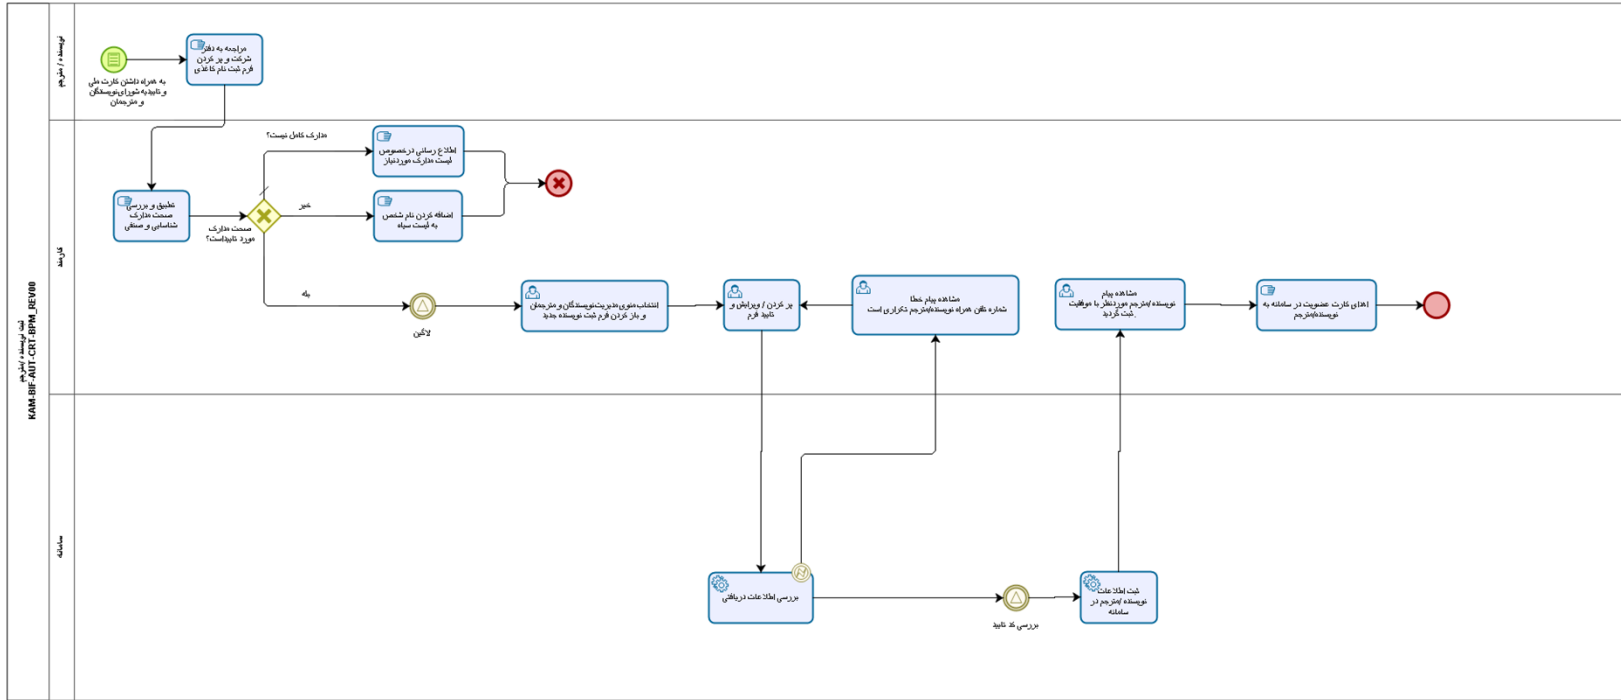 ثبت نویسنده /مترجم
KAM-BIF-AUT-CRT-BPM_REV00
نویسنده / مترجم
مراجعه به دفتر
شرکت و پر کردن
فرم ثبت نام کاغذی
به همراه داشتن کارت ملی
و تاییدیه شورای نویسندگان
و مترجمان
کارمند
تطبیق و بررسی
صحت مدارک
شناسایی و صنفی
صحت مدارک
مورد تاییداست؟
مدارک کامل نیست؟
اطلاع رسانی درخصوص
لیست مدارک موردنیاز
خیر
اضافه کردن نام شخص
به لیست سیاه
بله
لاگین
انتخاب منوی مدیریت نویسندگان و مترجمان
و باز کردن فرم ثبت نویسنده جدید
پر کردن / ویرایش و
تایید فرم
مشاهده پیام خطا
شماره تلفن همراه نویسنده/مترجم تکراری است
مشاهده پیام
نویسنده/مترجم موردنظر با موفقیت
ثبت گردید.
اهدای کارت عضویت در سامانه به
نویسنده/مترجم
سامانه
بررسی اطلاعات دریافتی
بررسی کد تایید
ثبت اطلاعات
نویسنده /مترجم در
سامانه